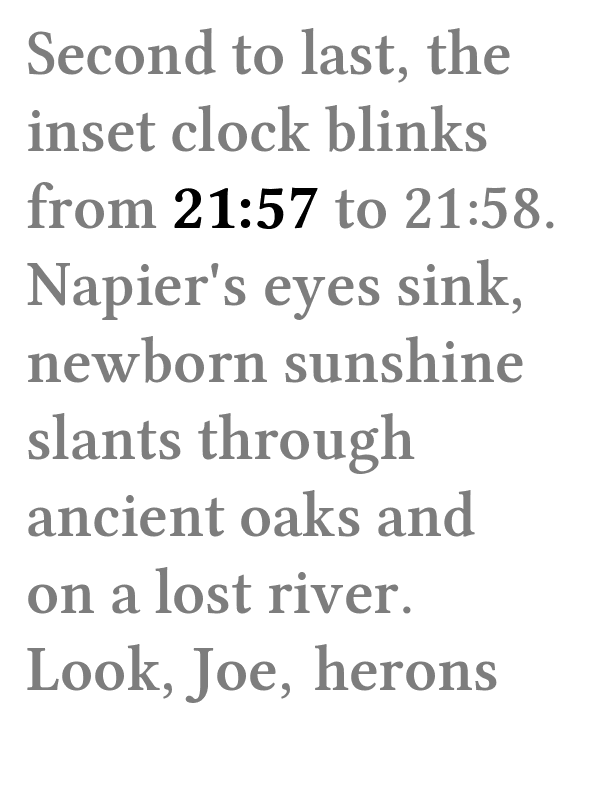 Second to last, the
inset clock blinks
from 21:57 to 21:58.
Napier's eyes sink,
newborn sunshine
slants through
ancient oaks and
on a lost river.
Look, Joe, herons